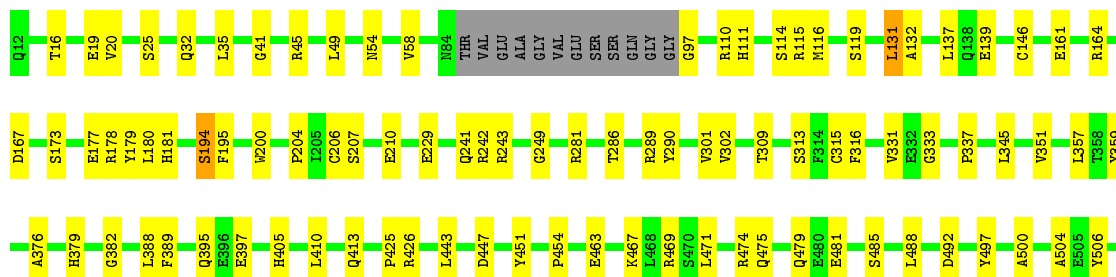 Q12 T16 E19 V20 S25 Q32 L35 G41 R45 L49 N54 V58 N84 THR VAL GLU ALA GLY VAL GLU SER SER GLN GLY GLY G97 R110 H111 S114 R115 M116 S119 L131 A132 L137 Q138 E139 C146 E161 R164
D167 S173 E177 R178 Y179 L180 H181 S194 F195 W200 P204 I205 C206 S207 E210 E229 Q241 R242 R243 G249 R281 T286 R289 Y290 V301 V302 T309 S313 F314 C315 F316 V331 E332 G333 P337 L345 V351 L357 T358 Y359
A376 H379 G382 L388 F389 Q395 E396 E397 H405 L410 Q413 P425 R426 L443 D447 Y451 P454 E463 K467 L468 R469 S470 L471 R474 Q475 Q479 E480 E481 S485 L488 D492 Y497 A500 A504 E505 Y506